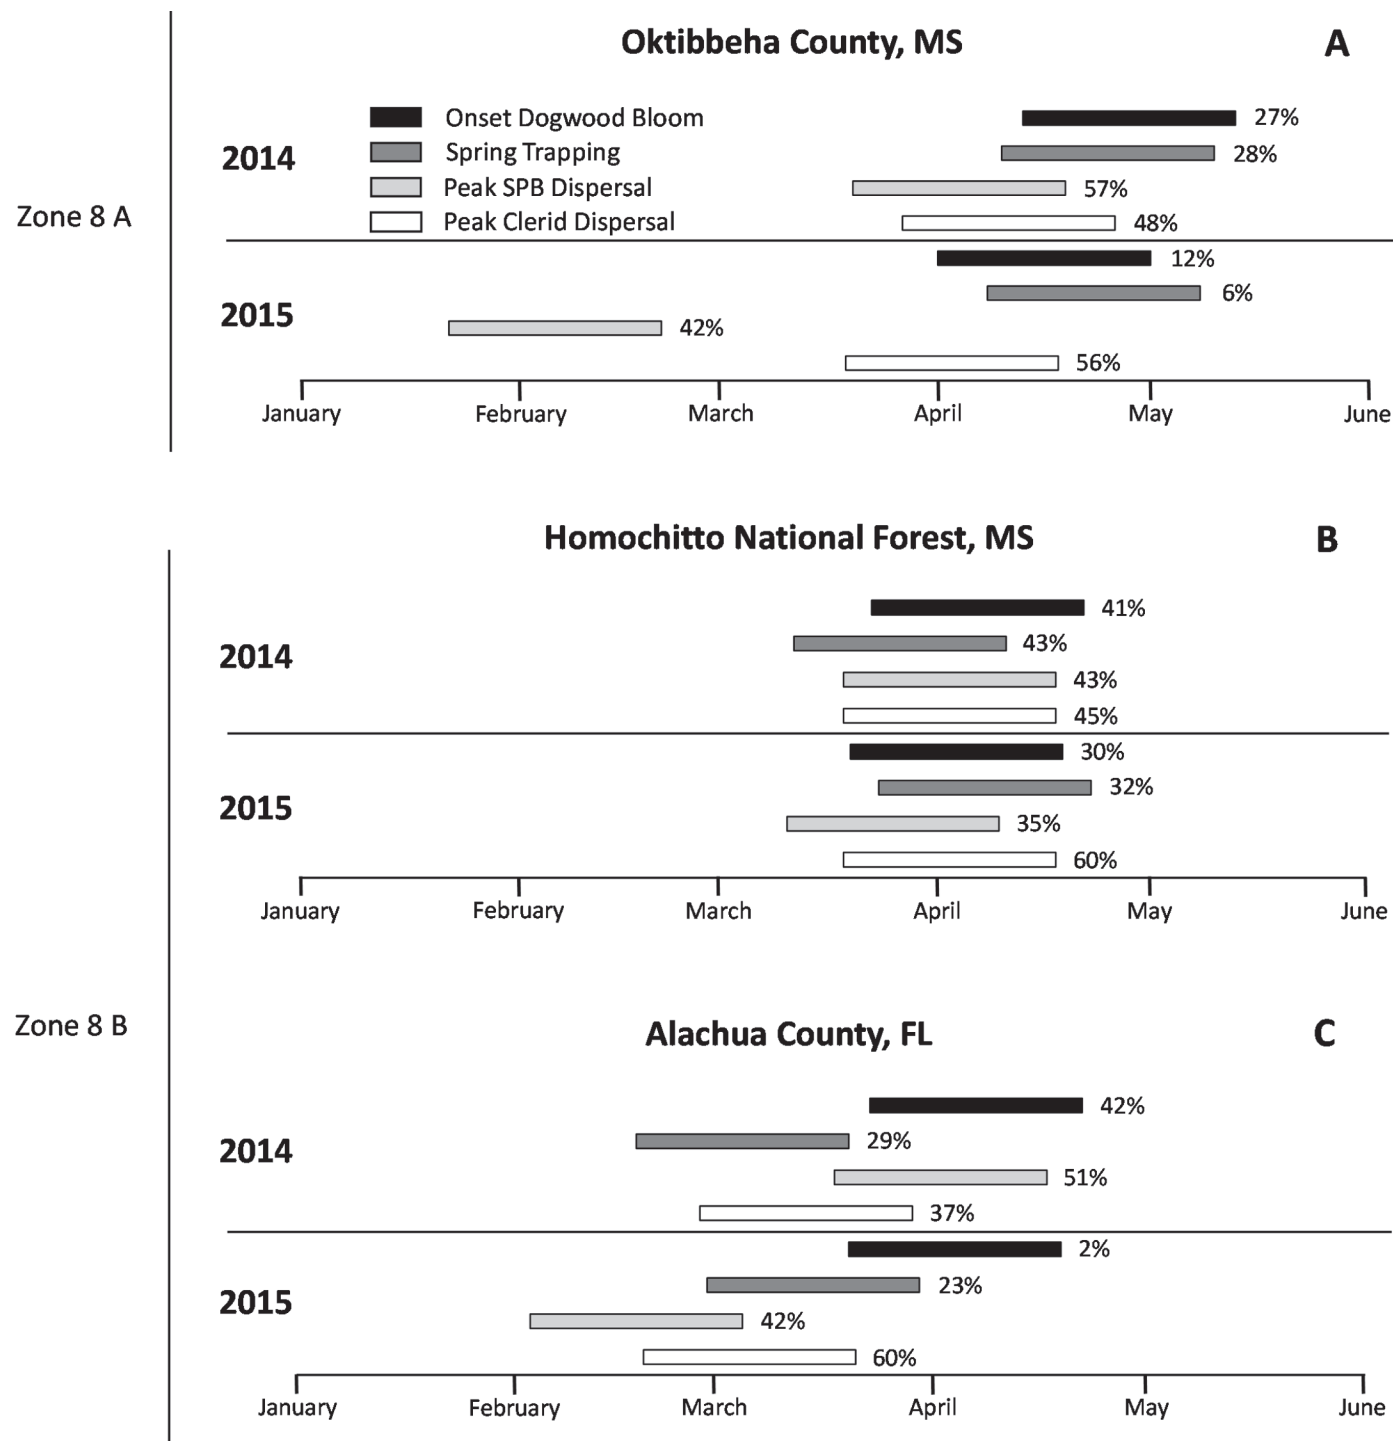 Oktibbeha County, MS
A
Zone 8 A
2014
Onset Dogwood Bloom
Spring Trapping
Peak SPB Dispersal
Peak Clerid Dispersal
27%
28%
57%
48%
2015
12%
6%
42%
56%
January February March April May June
Homochitto National Forest, MS
B
Zone 8 B
2014
41%
43%
43%
45%
2015
30%
32%
35%
60%
January February March April May June
Alachua County, FL
C
2014
42%
29%
51%
37%
2015
2%
23%
42%
60%
January February March April May June